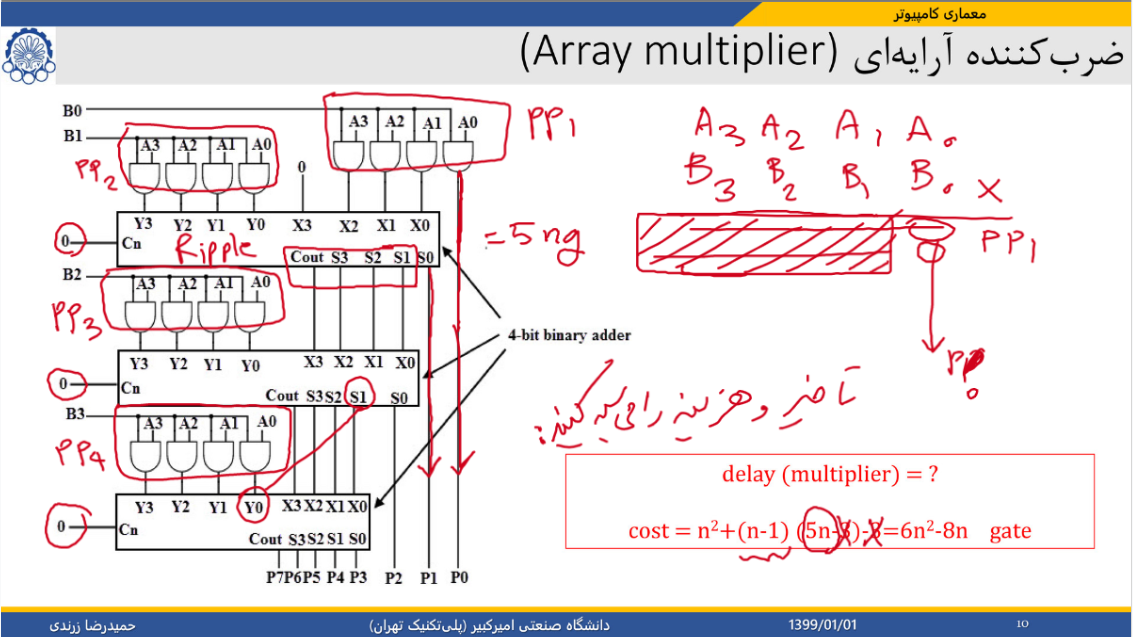 معماری کامپیوتر
ضرب‌کننده آرایه‌ای (Array multiplier)
B0
A3 A2 A1 A0
PP1
B1
A3 A2 A1 A0
PP2
0
Y3 Y2 Y1 Y0 X3 X2 X1 X0
0 Cn
Ripple
Cout S3 S2 S1 S0
= 5ng
B2
A3 A2 A1 A0
PP3
Y3 Y2 Y1 Y0 X3 X2 X1 X0
0 Cn
Cout S3 S2 S1 S0
4-bit binary adder
B3
A3 A2 A1 A0
PP4
Y3 Y2 Y1 Y0 X3 X2 X1 X0
0 Cn
Cout S3 S2 S1 S0
P7 P6 P5 P4 P3 P2 P1 P0
A3 A2 A1 A0
B3 B2 B1 B0 X
PP1
تاخیر و هزینه را محاسبه کنید:
delay (multiplier) = ?
cost = n²+(n-1) (5n-8)-8=6n²-8n gate
حمیدرضا زرندی
دانشگاه صنعتی امیرکبیر (پلی‌تکنیک تهران)
1399/01/01
10